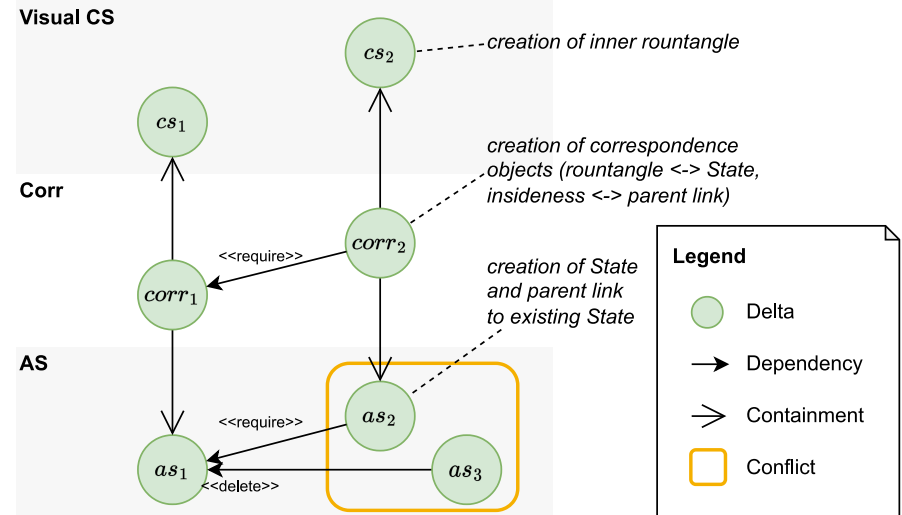 Visual CS
cs₂
creation of inner rountangle
cs₁
creation of correspondence
objects (rountangle <-> State,
insideness <-> parent link)
Corr
corr₂
<<require>>
corr₁
creation of State
and parent link
to existing State
AS
as₂
<<require>>
as₁
<<delete>>
as₃
Legend
Delta
Dependency
Containment
Conflict